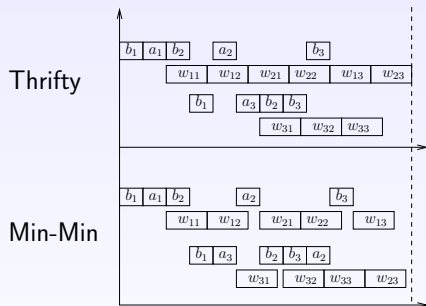 b₁ a₁ b₂ a₂ b₃
Thrifty
w₁₁ w₁₂ w₂₁ w₂₂ w₁₃ w₂₃
b₁ a₃ b₂ b₃
w₃₁ w₃₂ w₃₃
b₁ a₁ b₂ a₂ b₃
w₁₁ w₁₂ w₂₁ w₂₂ w₁₃
Min-Min
b₁ a₃ b₂ b₃ a₂
w₃₁ w₃₂ w₃₃ w₂₃